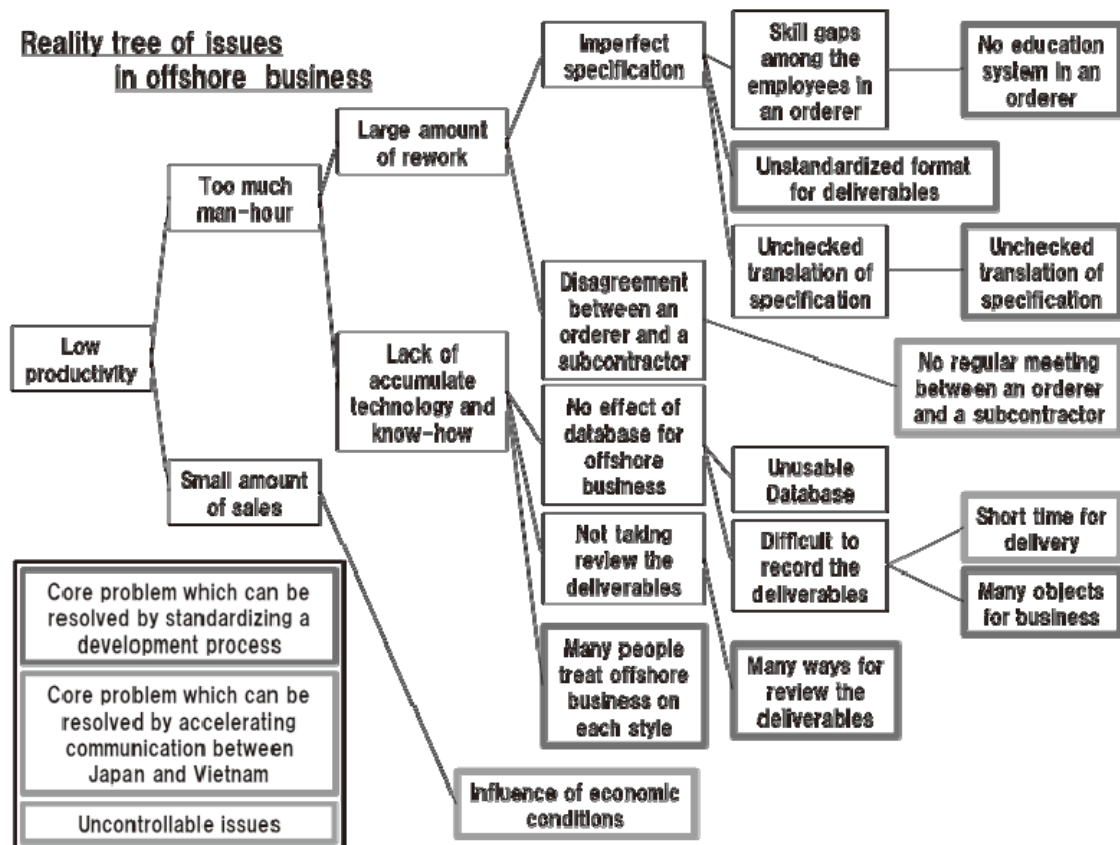 Reality tree of issues
in offshore business
Low
productivity
Too much
man-hour
Small amount
of sales
Large amount
of rework
Lack of
accumulate
technology and
know-how
Imperfect
specification
Disagreement
between an
orderer and a
subcontractor
No effect of
database for
offshore
business
Not taking
review the
deliverables
Many people
treat offshore
business on
each style
Influence of economic
conditions
Skill gaps
among the
employees in
an orderer
Unstandardized format
for deliverables
Unchecked
translation of
specification
Unusable
Database
Difficult to
record the
deliverables
Many ways for
review the
deliverables
No education
system in an
orderer
Unchecked
translation of
specification
No regular meeting
between an orderer
and a subcontractor
Short time for
delivery
Many objects
for business
Core problem which can be
resolved by standardizing a
development process
Core problem which can be
resolved by accelerating
communication between
Japan and Vietnam
Uncontrollable issues